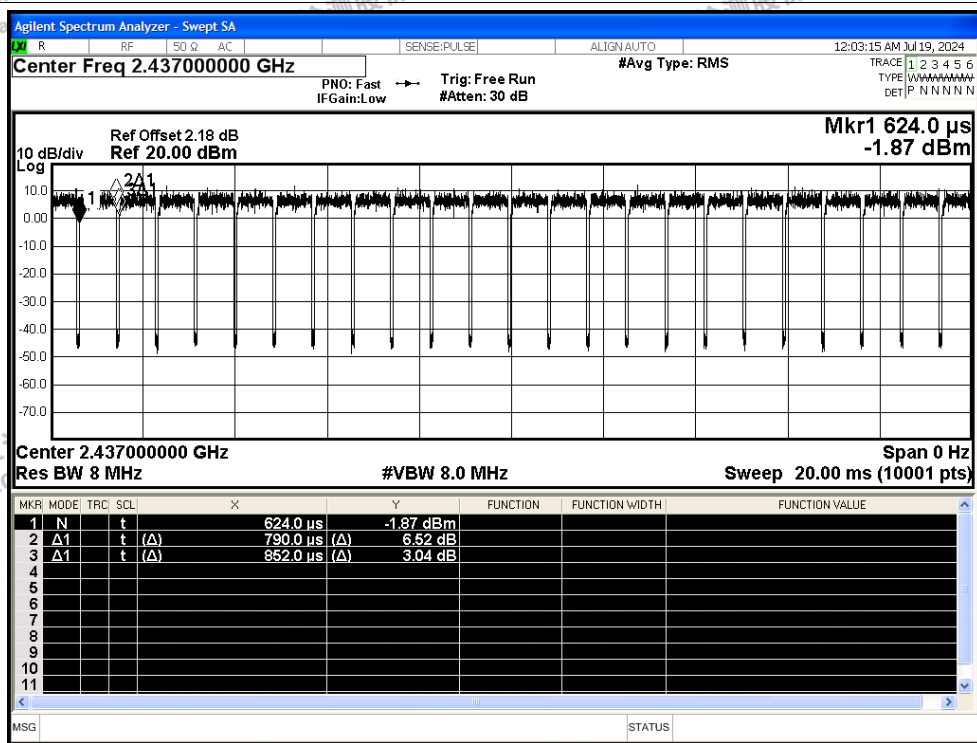 Agilent Spectrum Analyzer - Swept SA
LXI R RF 50 Ω AC SENSE:PULSE ALIGN AUTO 12:03:15 AM Jul 19, 2024
Center Freq 2.437000000 GHz #Avg Type: RMS TRACE 1 2 3 4 5 6
PNO: Fast Trig: Free Run TYPE
IFGain:Low #Atten: 30 dB DET P N N N N N
Ref Offset 2.18 dB Mkr1 624.0 µs
10 dB/div Ref 20.00 dBm -1.87 dBm
Log
2Δ1
10.0
1
0.00
-10.0
-20.0
-30.0
-40.0
-50.0
-60.0
-70.0
Center 2.437000000 GHz Span 0 Hz
Res BW 8 MHz #VBW 8.0 MHz Sweep 20.00 ms (10001 pts)
MKR MODE TRC SCL X Y FUNCTION FUNCTION WIDTH FUNCTION VALUE
1 N t 624.0 µs -1.87 dBm
2 Δ1 t (Δ) 790.0 µs (Δ) 6.52 dB
3 Δ1 t (Δ) 852.0 µs (Δ) 3.04 dB
4
5
6
7
8
9
10
11
MSG STATUS